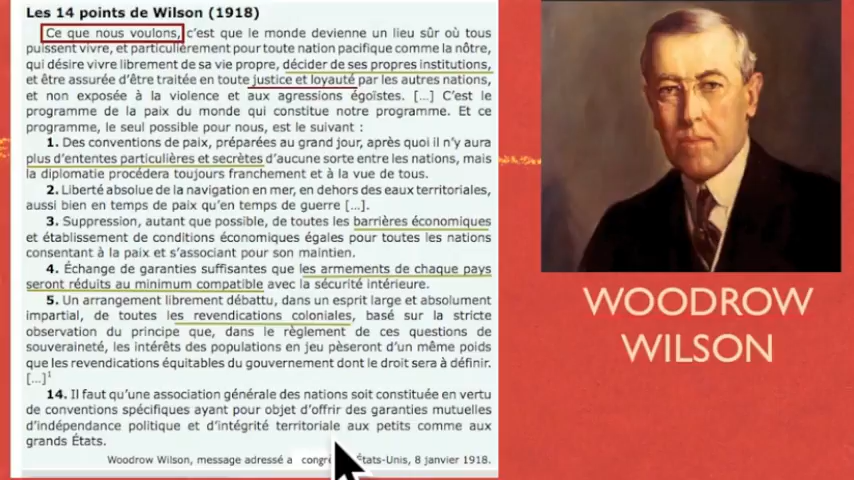 Les 14 points de Wilson (1918)
Ce que nous voulons, c'est que le monde devienne un lieu sûr où tous
puissent vivre, et particulièrement pour toute nation pacifique comme la nôtre,
qui désire vivre librement de sa vie propre, décider de ses propres institutions,
et être assurée d'être traitée en toute justice et loyauté par les autres nations,
et non exposée à la violence et aux agressions égoïstes. [...] C'est le
programme de la paix du monde qui constitue notre programme. Et ce
programme, le seul possible pour nous, est le suivant :
1. Des conventions de paix, préparées au grand jour, après quoi il n'y aura
plus d'ententes particulières et secrètes d'aucune sorte entre les nations, mais
la diplomatie procédera toujours franchement et à la vue de tous.
2. Liberté absolue de la navigation en mer, en dehors des eaux territoriales,
aussi bien en temps de paix qu'en temps de guerre [...].
3. Suppression, autant que possible, de toutes les barrières économiques
et établissement de conditions économiques égales pour toutes les nations
consentant à la paix et s'associant pour son maintien.
4. Échange de garanties suffisantes que les armements de chaque pays
seront réduits au minimum compatible avec la sécurité intérieure.
5. Un arrangement librement débattu, dans un esprit large et absolument
impartial, de toutes les revendications coloniales, basé sur la stricte
observation du principe que, dans le règlement de ces questions de
souveraineté, les intérêts des populations en jeu pèseront d'un même poids
que les revendications équitables du gouvernement dont le droit sera à définir.
[...]¹
14. Il faut qu'une association générale des nations soit constituée en vertu
de conventions spécifiques ayant pour objet d'offrir des garanties mutuelles
d'indépendance politique et d'intégrité territoriale aux petits comme aux
grands États.
Woodrow Wilson, message adressé a congrè États-Unis, 8 janvier 1918.
WOODROW
WILSON